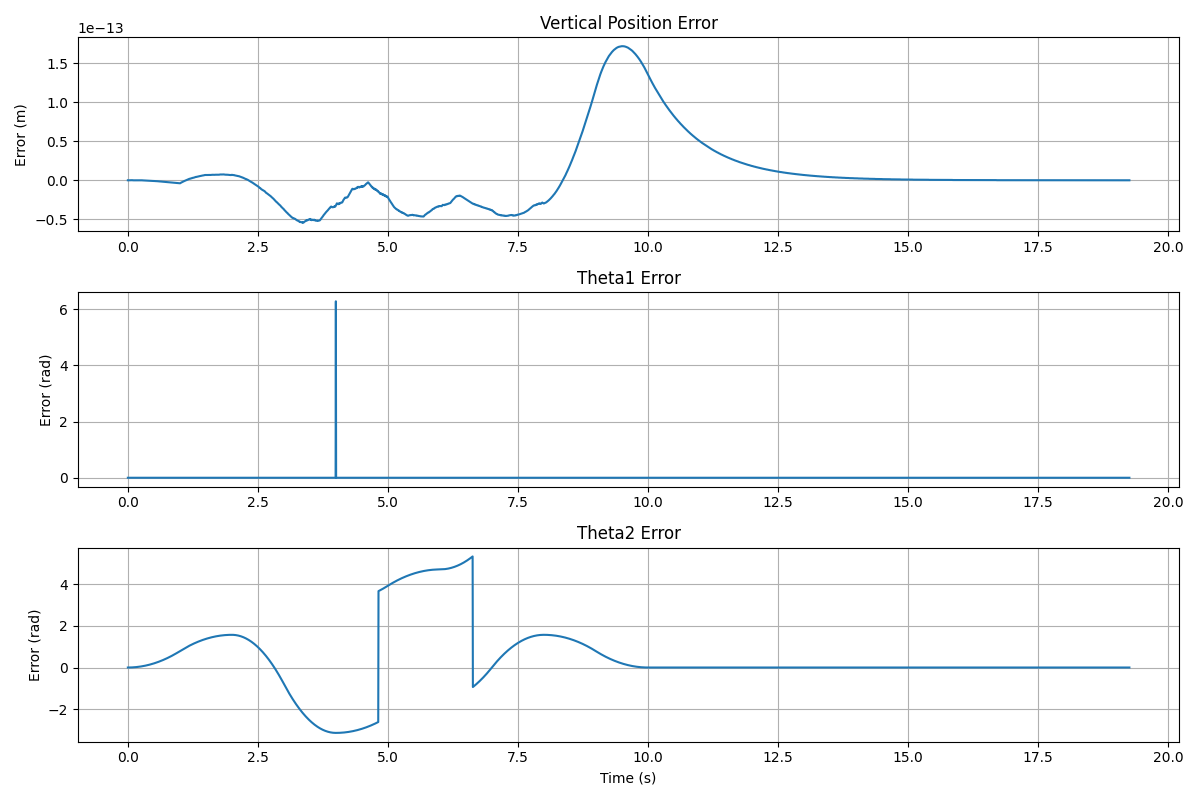 Vertical Position Error
1e−13
1.5
1.0
0.5
0.0
−0.5
Error (m)
0.0 2.5 5.0 7.5 10.0 12.5 15.0 17.5 20.0
Theta1 Error
6
4
2
0
Error (rad)
0.0 2.5 5.0 7.5 10.0 12.5 15.0 17.5 20.0
Theta2 Error
4
2
0
−2
Error (rad)
0.0 2.5 5.0 7.5 10.0 12.5 15.0 17.5 20.0
Time (s)